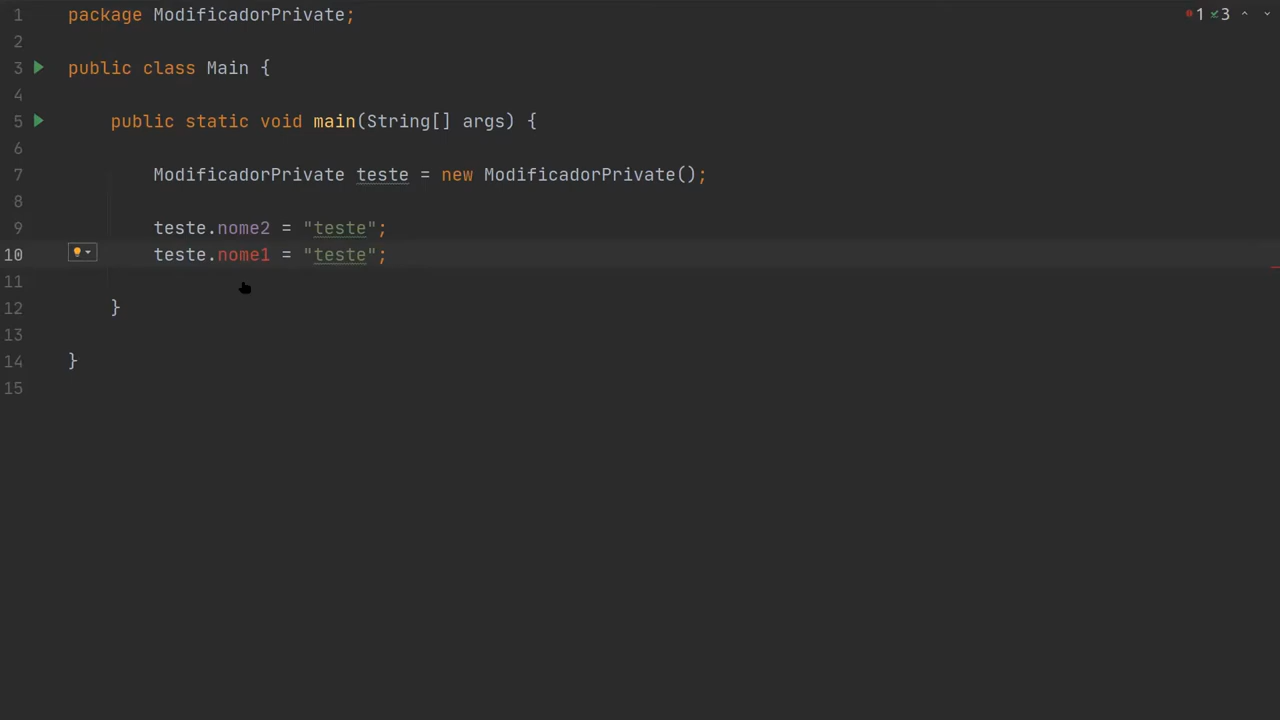 1 package ModificadorPrivate; 1 3
2
3 public class Main {
4
5 public static void main(String[] args) {
6
7 ModificadorPrivate teste = new ModificadorPrivate();
8
9 teste.nome2 = "teste";
10 teste.nome1 = "teste";
11
12 }
13
14 }
15